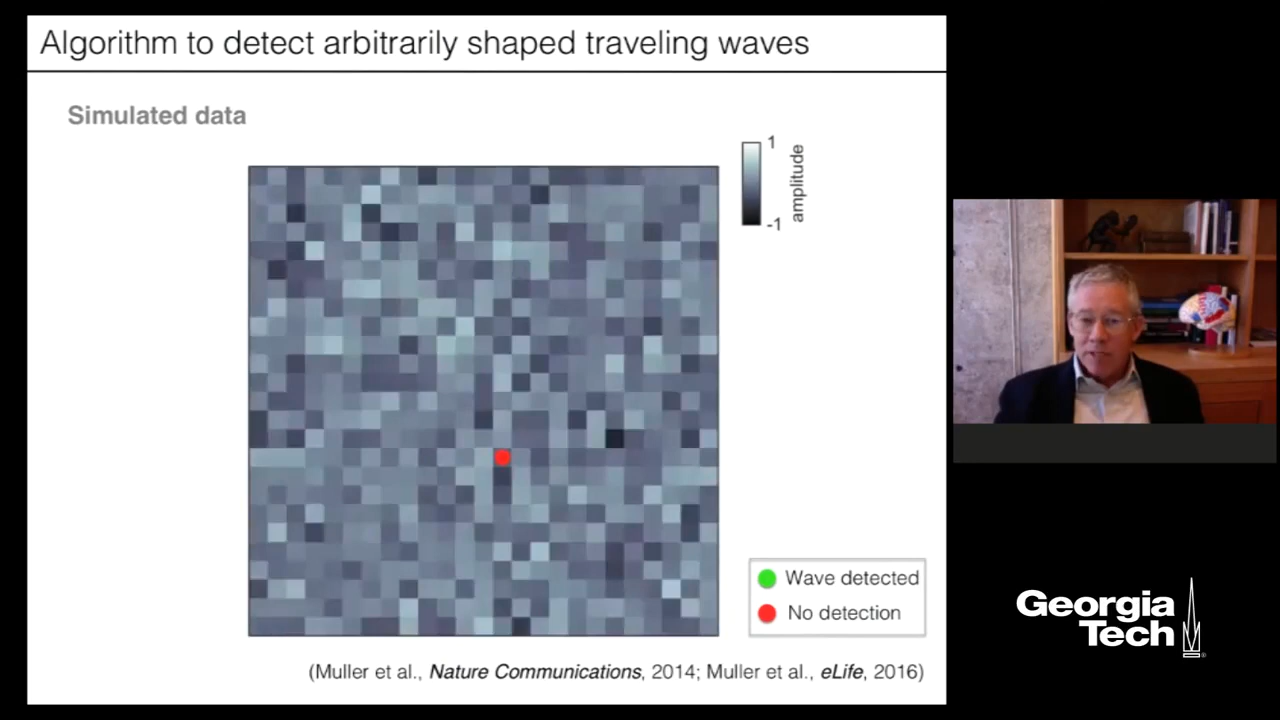 Algorithm to detect arbitrarily shaped traveling waves
Simulated data
1
amplitude
-1
Wave detected
No detection
(Muller et al., Nature Communications, 2014; Muller et al., eLife, 2016)
Georgia
Tech
®